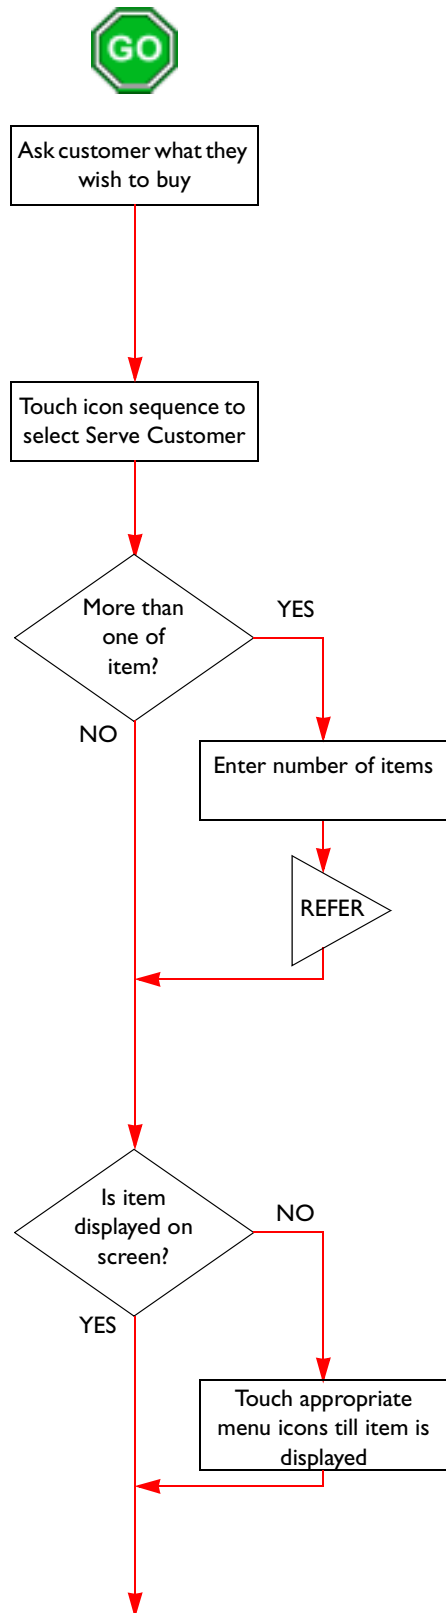 GO
Ask customer what they
wish to buy
Touch icon sequence to
select Serve Customer
More than
one of
item?
YES
NO
Enter number of items
REFER
Is item
displayed on
screen?
NO
YES
Touch appropriate
menu icons till item is
displayed